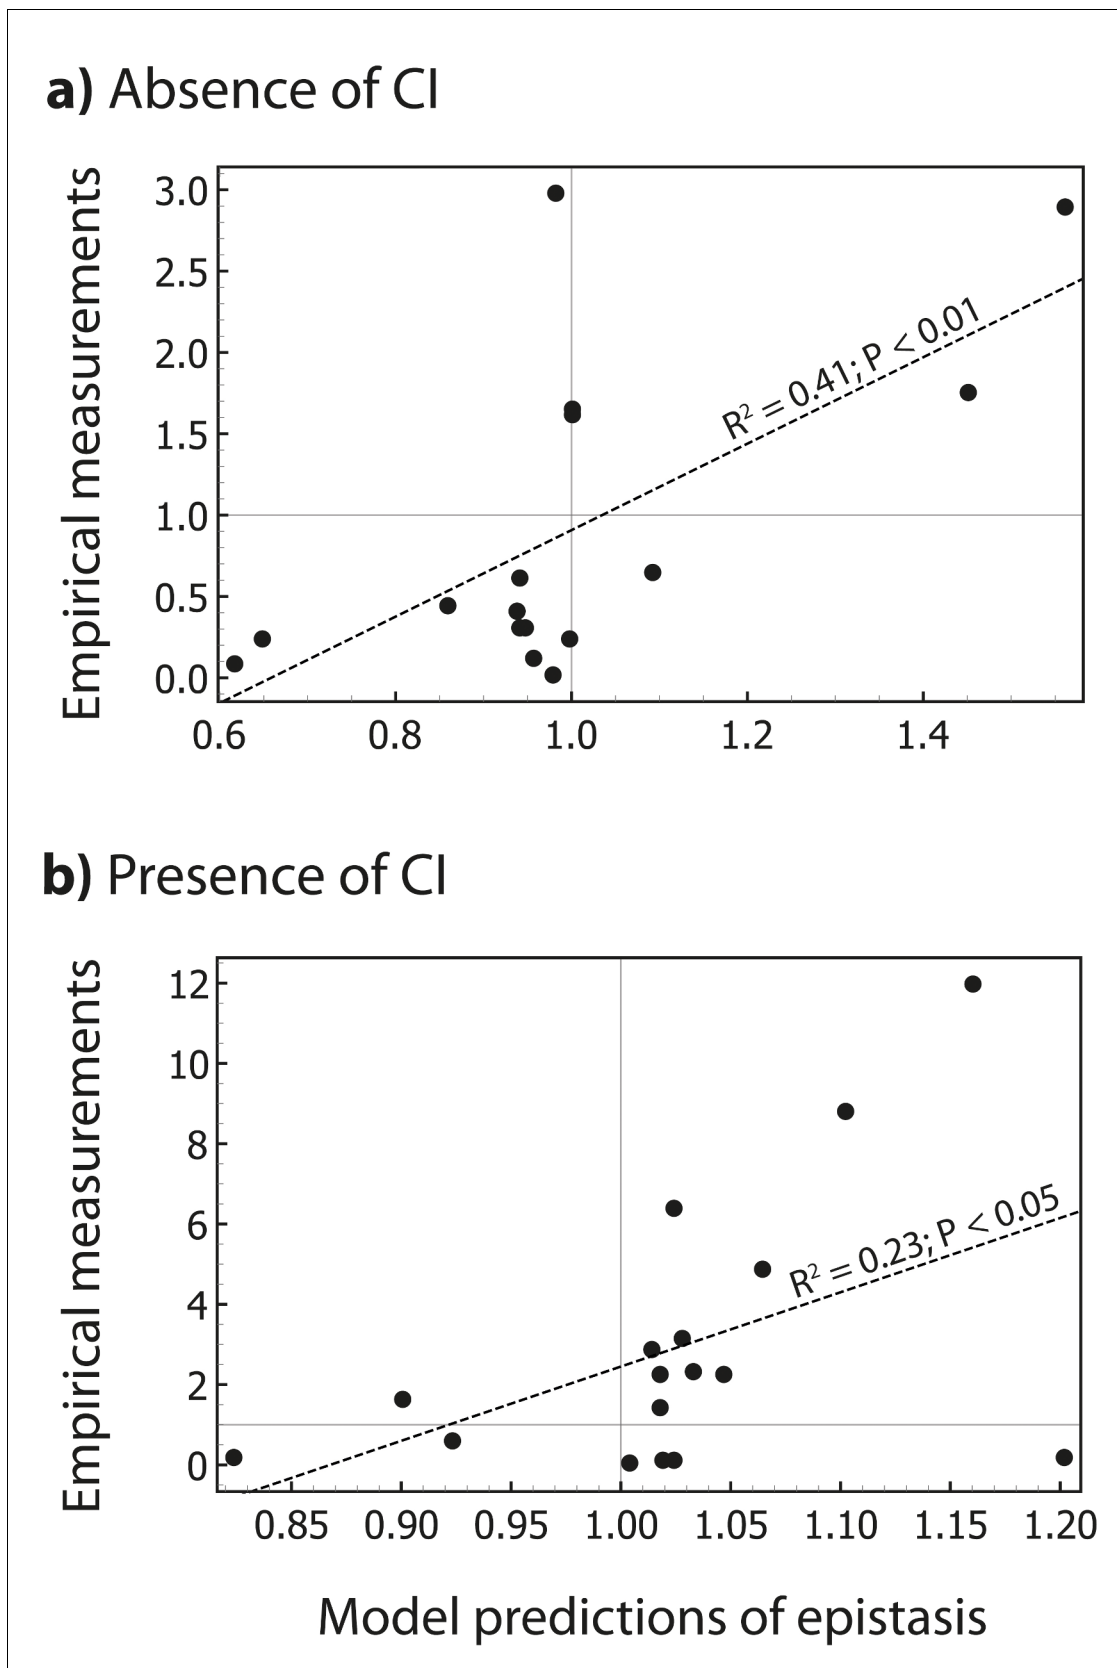 a) Absence of CI
Empirical measurements
3.0
2.5
2.0
1.5
1.0
0.5
0.0
R² = 0.41; P < 0.01
0.6 0.8 1.0 1.2 1.4
b) Presence of CI
Empirical measurements
12
10
8
6
4
2
0
R² = 0.23; P < 0.05
0.85 0.90 0.95 1.00 1.05 1.10 1.15 1.20
Model predictions of epistasis